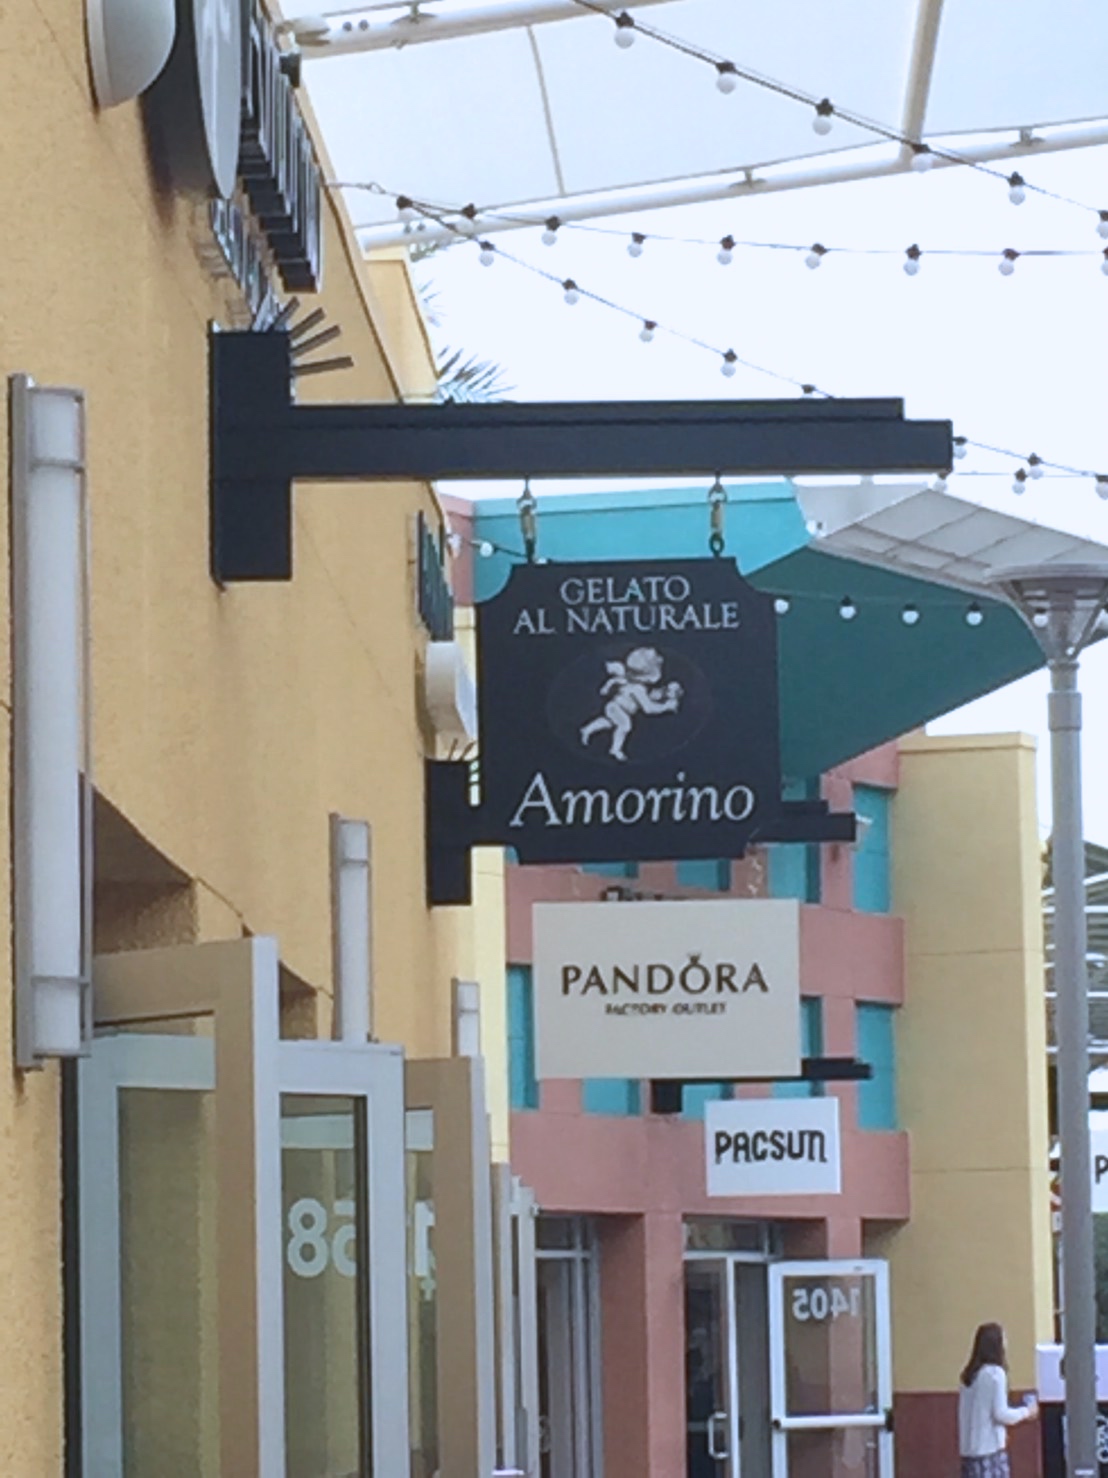 GELATO
AL NATURALE
Amorino
PANDORA
FACTORY OUTLET
PACSUN
1405